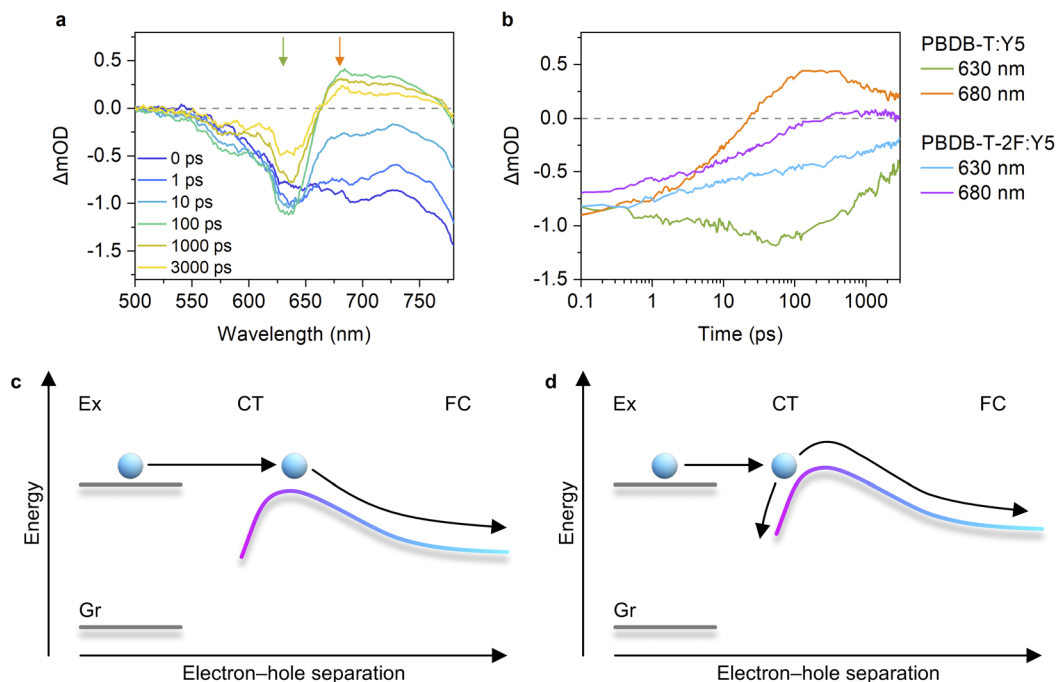 a
ΔmOD
0.5
0.0
-0.5
-1.0
-1.5
0 ps
1 ps
10 ps
100 ps
1000 ps
3000 ps
500 550 600 650 700 750
Wavelength (nm)
b
ΔmOD
1.0
0.5
0.0
-0.5
-1.0
-1.5
0.1 1 10 100 1000
Time (ps)
PBDB-T:Y5
630 nm
680 nm
PBDB-T-2F:Y5
630 nm
680 nm
c
Ex CT FC
Energy
Gr
Electron–hole separation
d
Ex CT FC
Energy
Gr
Electron–hole separation